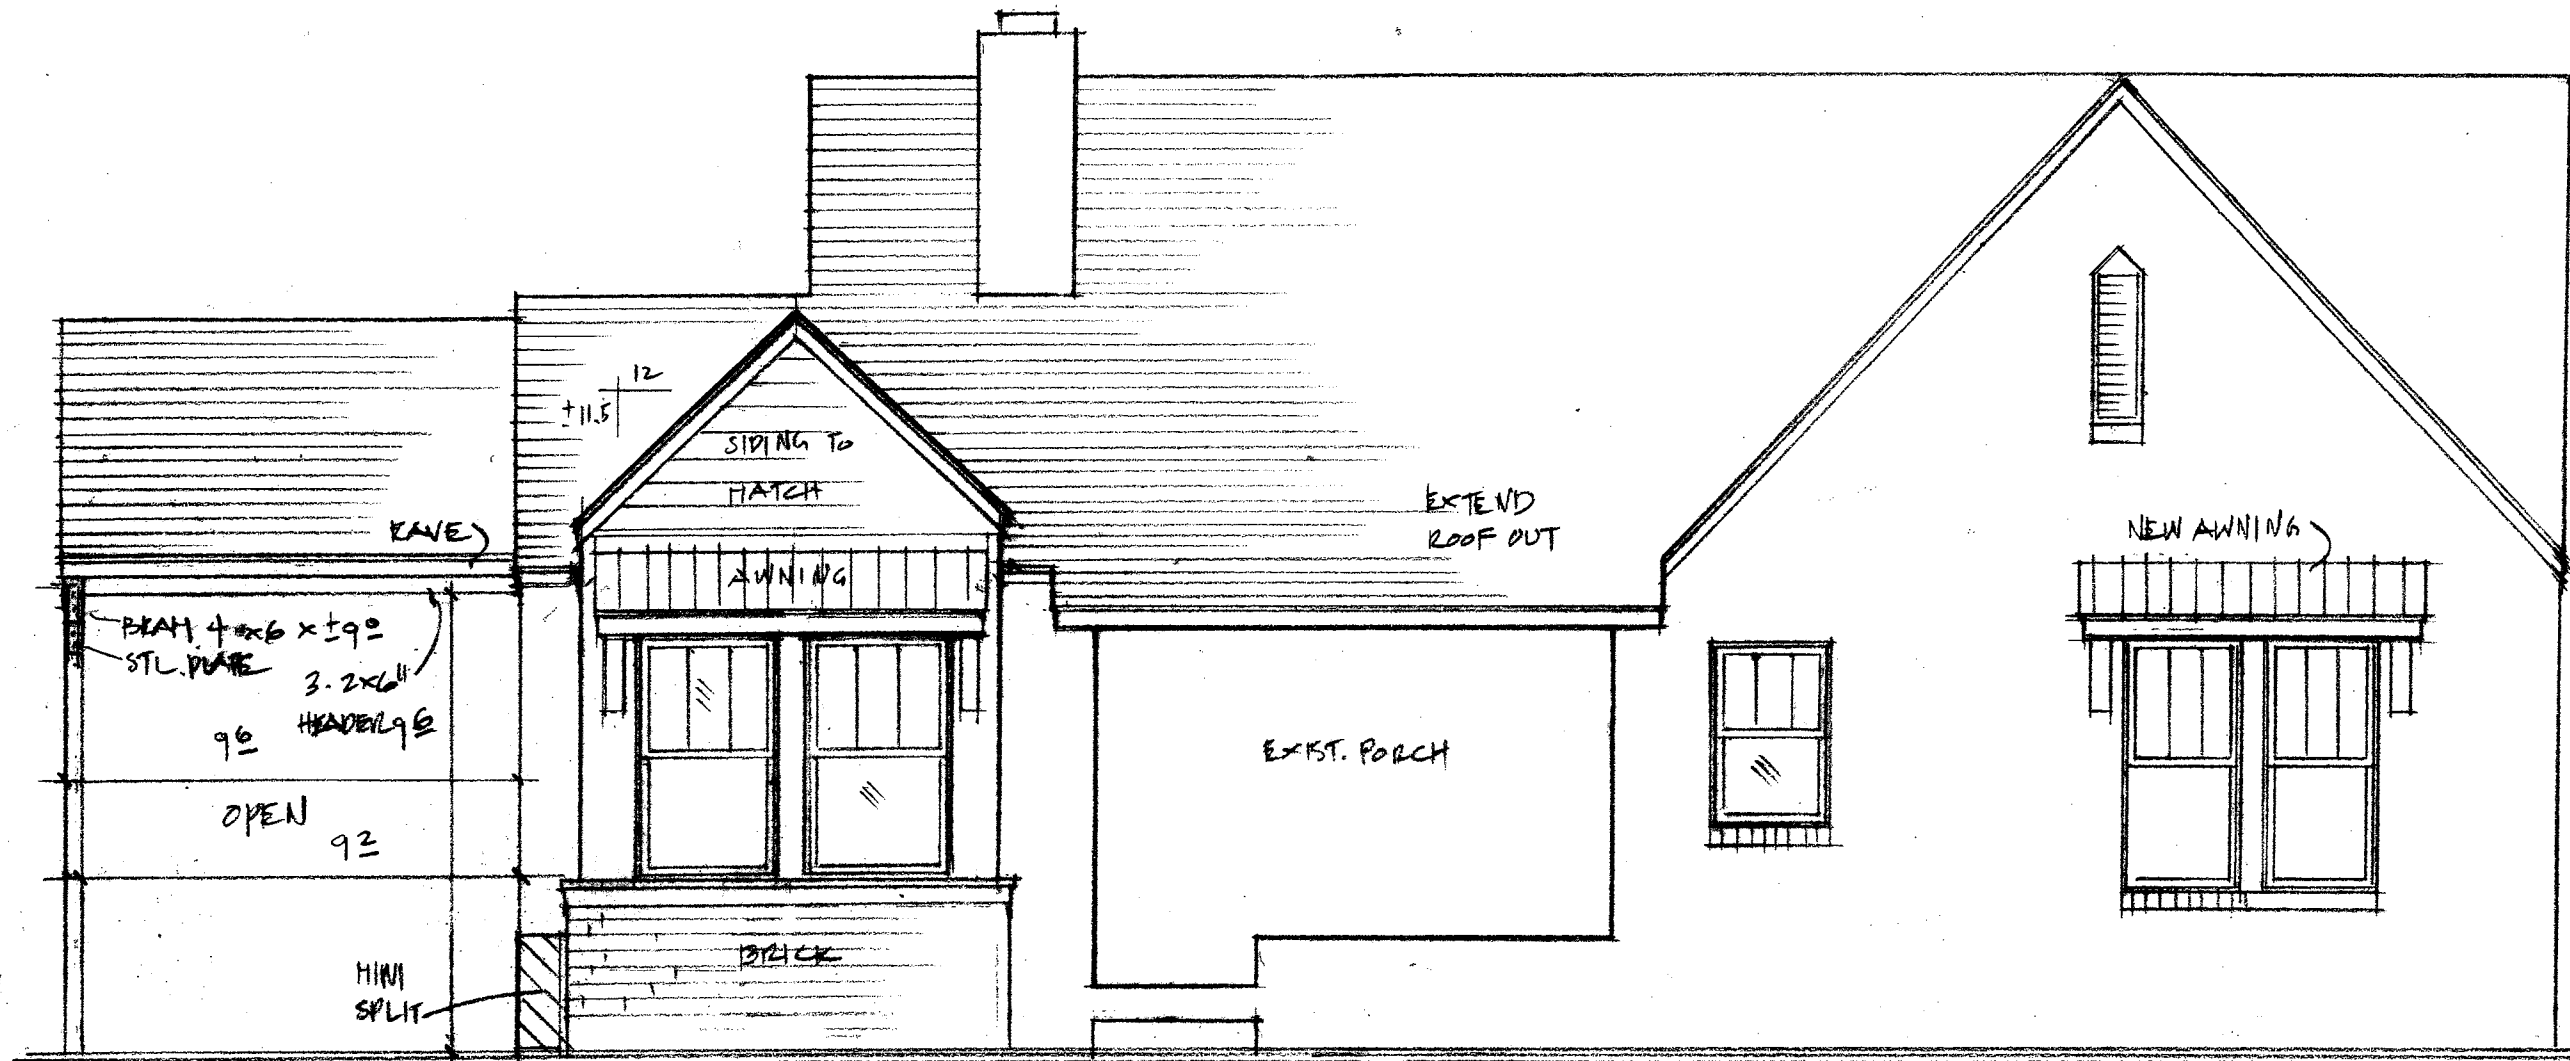 12
±11.5
SIDING TO
MATCH
EAVE
AWNING
EXTEND
ROOF OUT
NEW AWNING
BEAM 4x6 x ±9⁰
STL. PLATE
3-2x6"
HEADER 9⁶
9⁶
OPEN
9²
EXIST. PORCH
BRICK
MINI
SPLIT